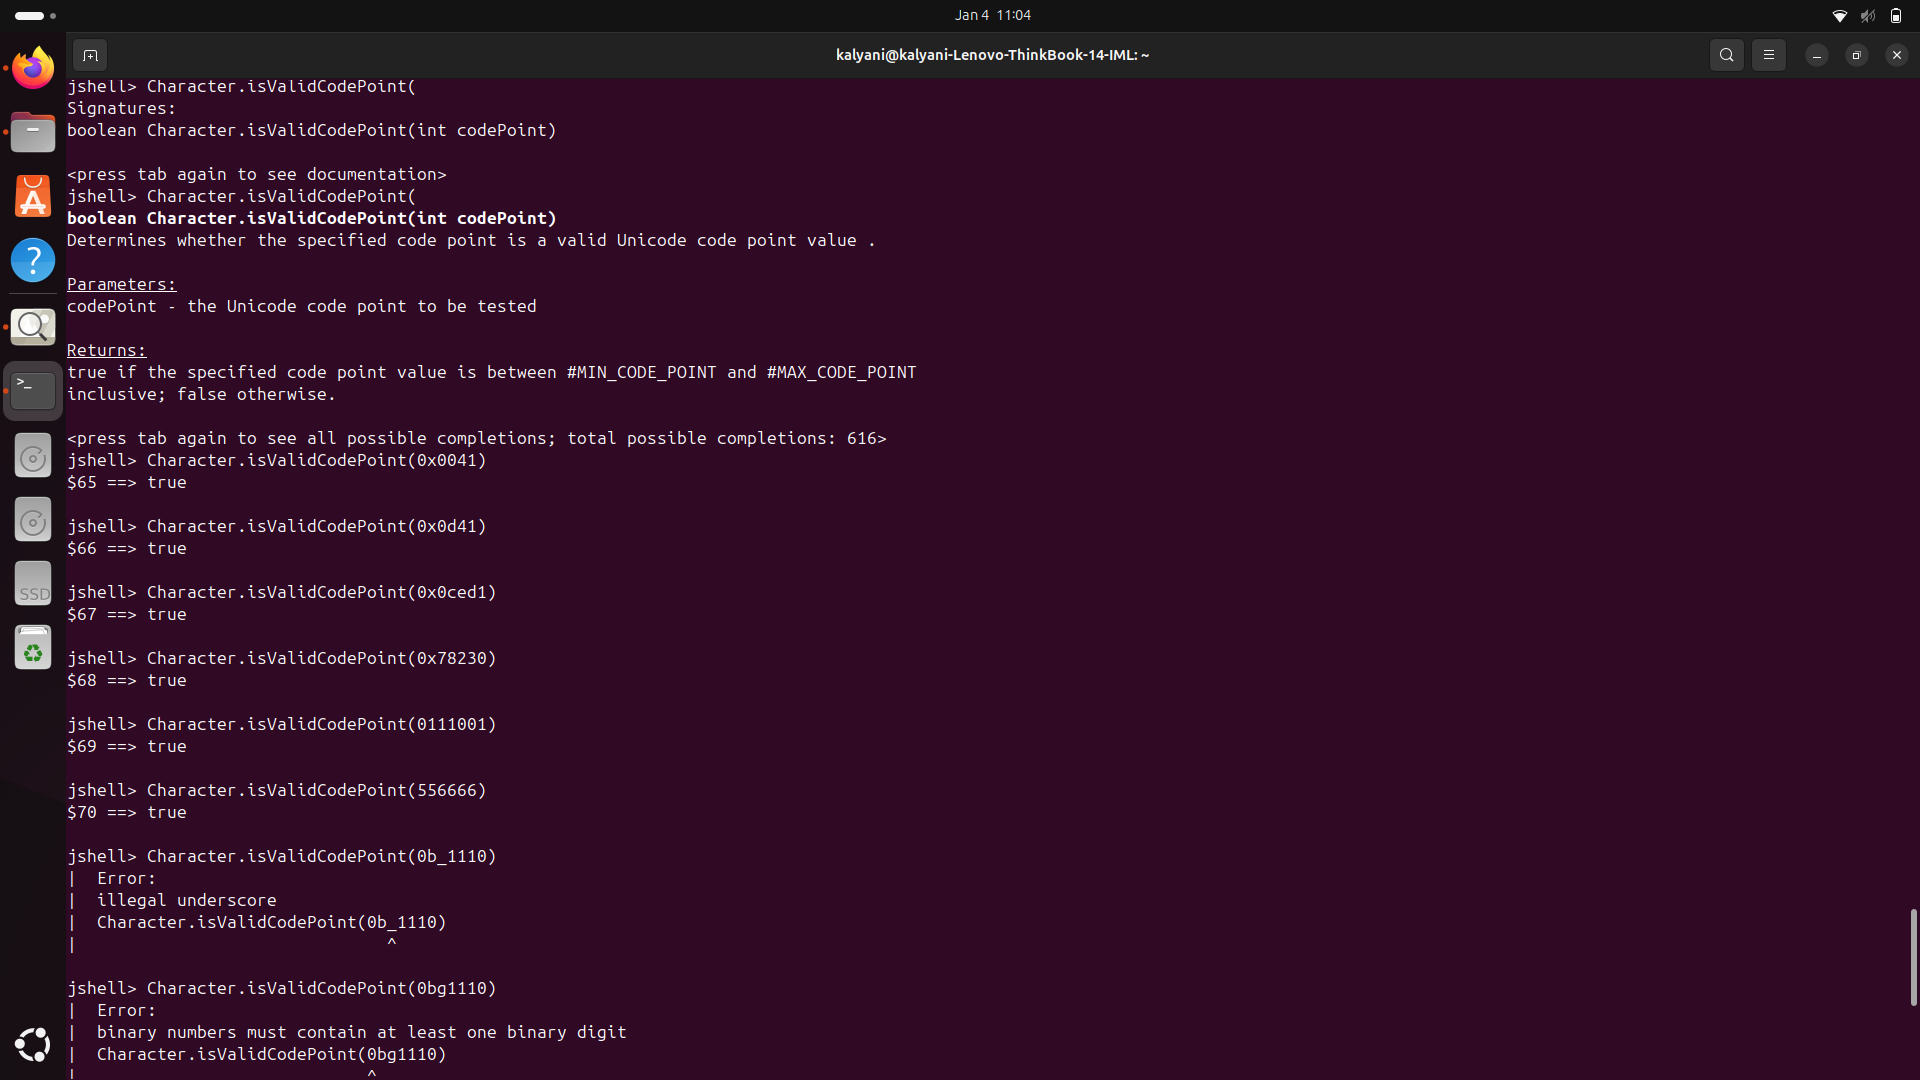 Jan 4 11:04
kalyani@kalyani-Lenovo-ThinkBook-14-IML: ~
jshell> Character.isValidCodePoint(
Signatures:
boolean Character.isValidCodePoint(int codePoint)
<press tab again to see documentation>
jshell> Character.isValidCodePoint(
boolean Character.isValidCodePoint(int codePoint)
Determines whether the specified code point is a valid Unicode code point value .
Parameters:
codePoint - the Unicode code point to be tested
Returns:
true if the specified code point value is between #MIN_CODE_POINT and #MAX_CODE_POINT
inclusive; false otherwise.
<press tab again to see all possible completions; total possible completions: 616>
jshell> Character.isValidCodePoint(0x0041)
$65 ==> true
jshell> Character.isValidCodePoint(0x0d41)
$66 ==> true
jshell> Character.isValidCodePoint(0x0ced1)
$67 ==> true
jshell> Character.isValidCodePoint(0x78230)
$68 ==> true
jshell> Character.isValidCodePoint(0111001)
$69 ==> true
jshell> Character.isValidCodePoint(556666)
$70 ==> true
jshell> Character.isValidCodePoint(0b_1110)
|  Error:
|  illegal underscore
|  Character.isValidCodePoint(0b_1110)
|                               ^
jshell> Character.isValidCodePoint(0bg1110)
|  Error:
|  binary numbers must contain at least one binary digit
|  Character.isValidCodePoint(0bg1110)
|                             ^
SSD